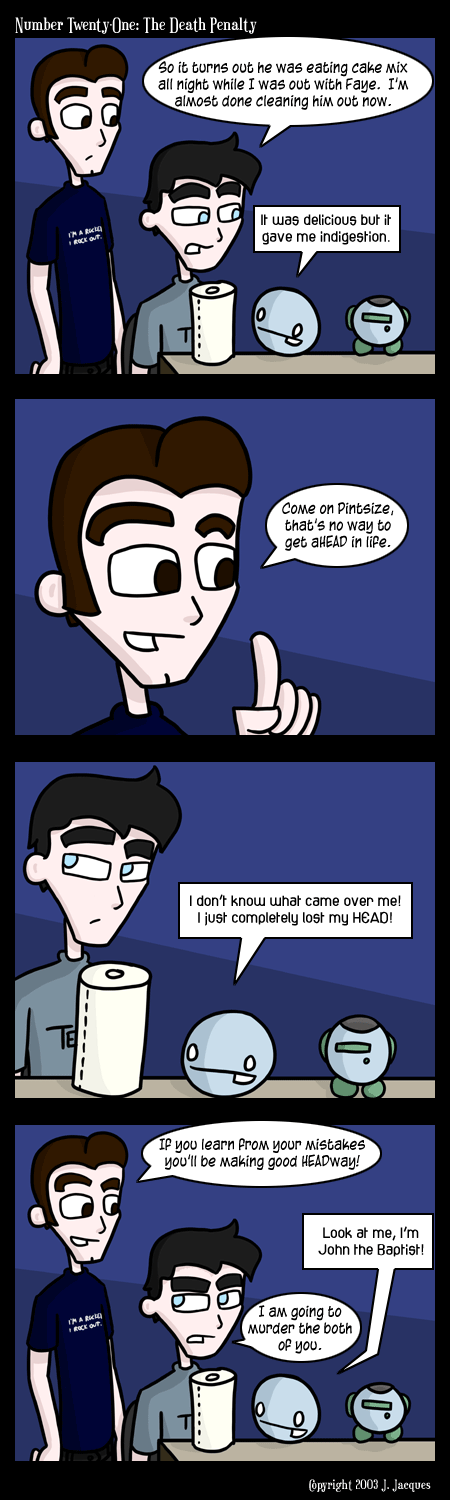 Number Twenty-One: The Death Penalty
So it turns out he was eating cake mix
all night while I was out with Faye. I'm
almost done cleaning him out now.
It was delicious but it
gave me indigestion.
I'M A ROCKER
I ROCK OUT.
T
Come on Pintsize,
that's no way to
get aHEAD in life.
I don't know what came over me!
I just completely lost my HEAD!
TE
If you learn from your mistakes
you'll be making good HEADway!
Look at me, I'm
John the Baptist!
I am going to
murder the both
of you.
I'M A ROCKER
I ROCK OUT.
T
Copyright 2003 J. Jacques